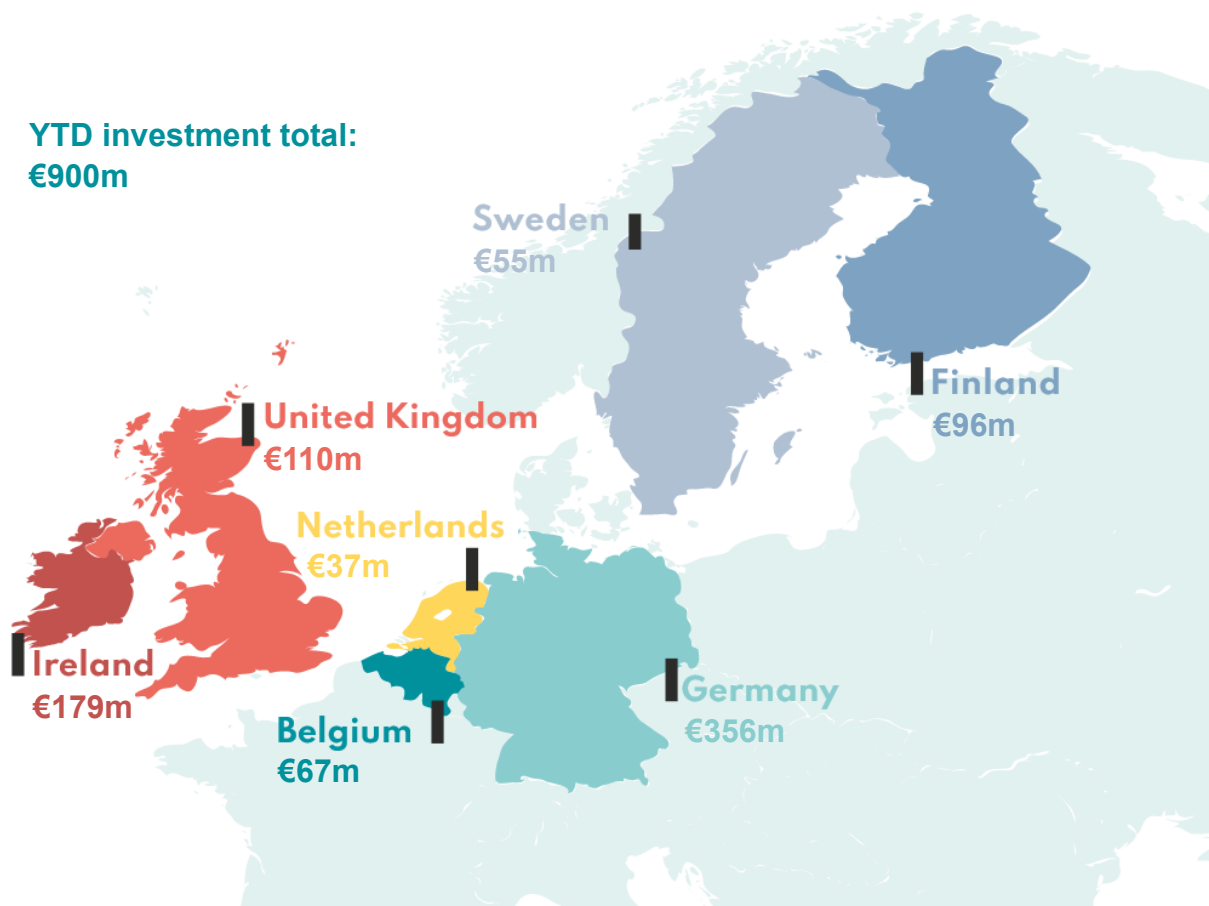 YTD investment total:
€900m
Sweden
€55m
Finland
€96m
United Kingdom
€110m
Netherlands
€37m
Ireland
€179m
Germany
€356m
Belgium
€67m